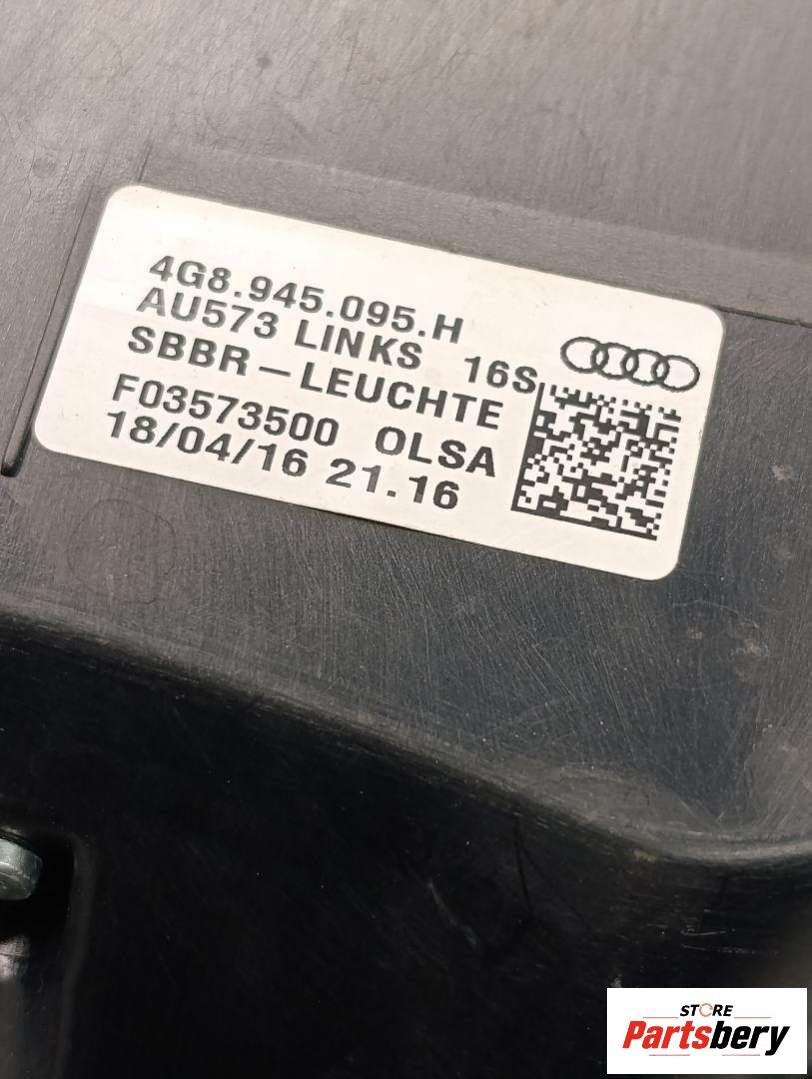 4G8.945.095.H
AU573 LINKS 16S
SBBR-LEUCHTE
F03573500 OLSA
18/04/16 21.16
STORE
Partsbery